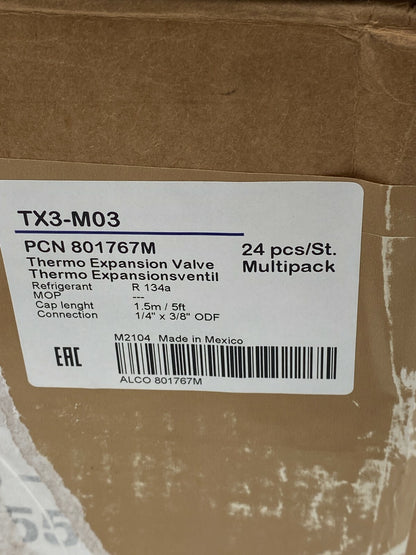 TX3-M03
PCN 801767M
24 pcs/St.
Multipack
Thermo Expansion Valve
Thermo Expansionsventil
Refrigerant R 134a
MOP ---
Cap lenght 1.5m / 5ft
Connection 1/4" x 3/8" ODF
M2104 Made in Mexico
EAC
ALCO 801767M
55